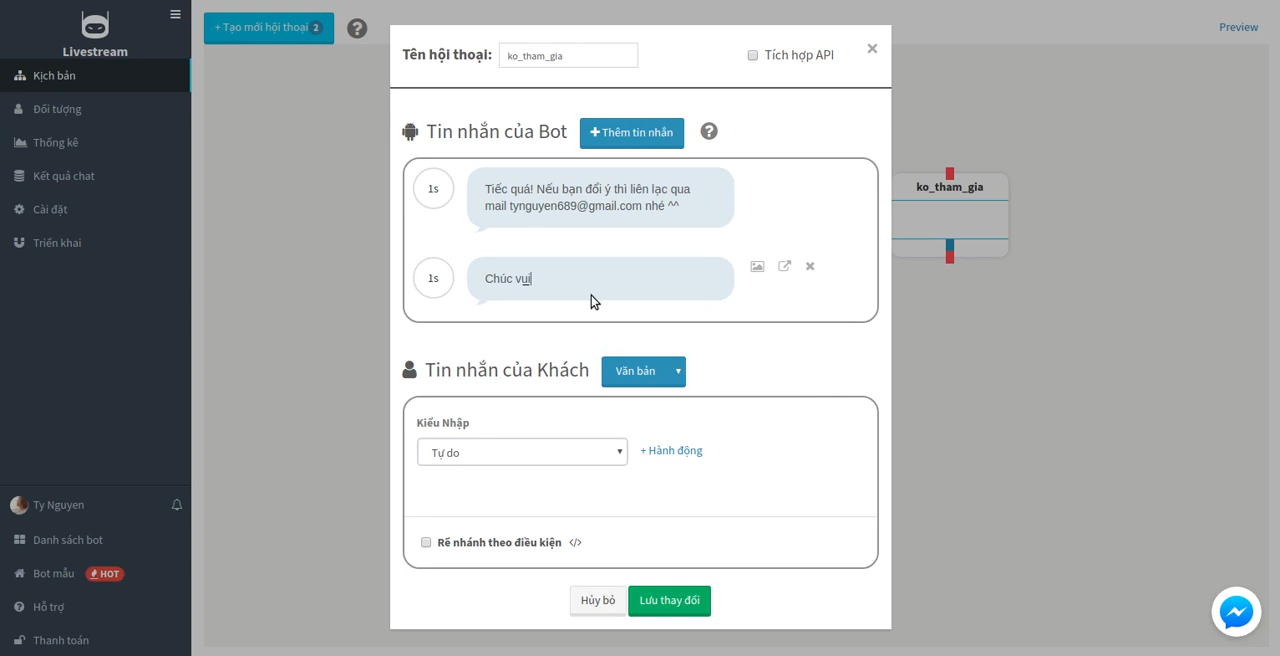 Livestream
Kịch bản
Đối tượng
Thống kê
Kết quả chat
Cài đặt
Triển khai
Ty Nguyen
Danh sách bot
Bot mẫu HOT
Hỗ trợ
Thanh toán
+ Tạo mới hội thoại 2
Preview
Tên hội thoại: ko_tham_gia
Tích hợp API
Tin nhắn của Bot
Thêm tin nhắn
1s
Tiếc quá! Nếu bạn đổi ý thì liên lạc qua
mail tynguyen689@gmail.com nhé ^^
1s
Chúc vui
Tin nhắn của Khách
Văn bản
Kiểu Nhập
Tự do
+ Hành động
Rẽ nhánh theo điều kiện </>
Hủy bỏ
Lưu thay đổi
ko_tham_gia